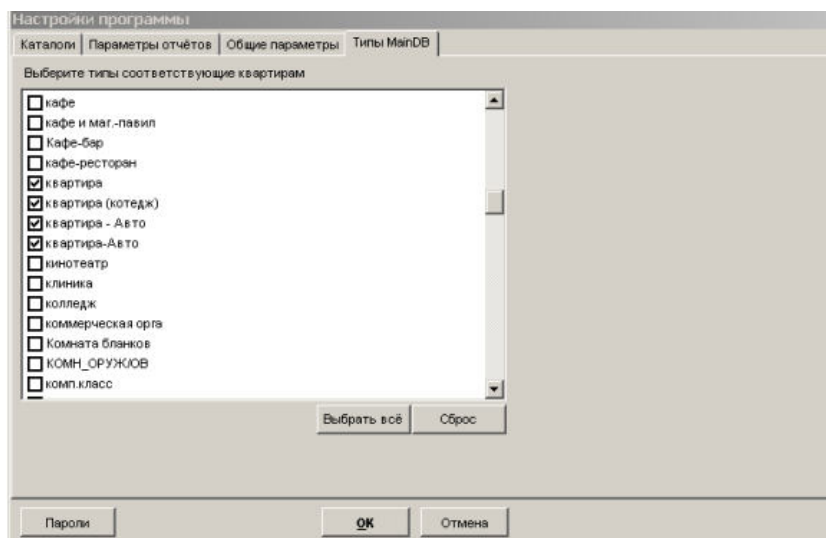 Настройки программы
Каталоги Параметры отчётов Общие параметры Типы MainDB
Выберите типы соответствующие квартирам
кафе
кафе и маг.-павил
Кафе-бар
кафе-ресторан
квартира
квартира (котедж)
квартира - Авто
квартира-Авто
кинотеатр
клиника
колледж
коммерческая орга
Комната бланков
КОМН_ОРУЖ/ОВ
комп.класс
Выбрать всё Сброс
Пароли OK Отмена